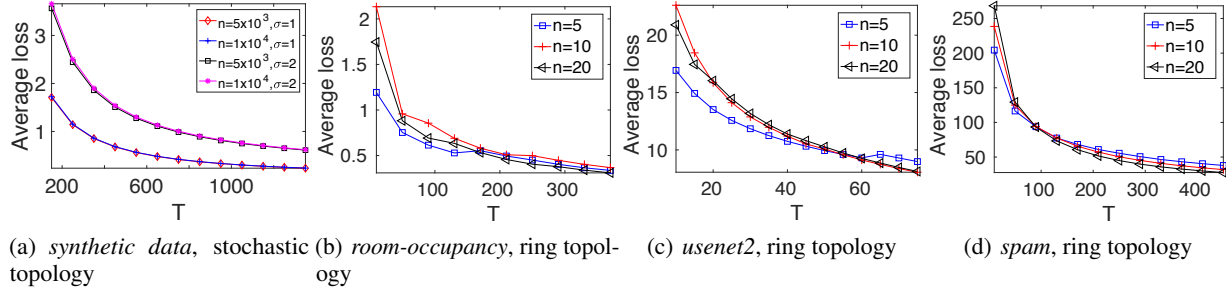 Average loss
3
2
1
200
600
1000
T
n=5x10³,σ=1
n=1x10⁴,σ=1
n=5x10³,σ=2
n=1x10⁴,σ=2
(a) synthetic data, stochastic
topology
Average loss
2
1.5
1
0.5
100
200
300
T
n=5
n=10
n=20
(b) room-occupancy, ring topol-
ogy
Average loss
20
15
10
20
40
60
T
n=5
n=10
n=20
(c) usenet2, ring topology
Average loss
250
200
150
100
50
100
200
300
400
T
n=5
n=10
n=20
(d) spam, ring topology